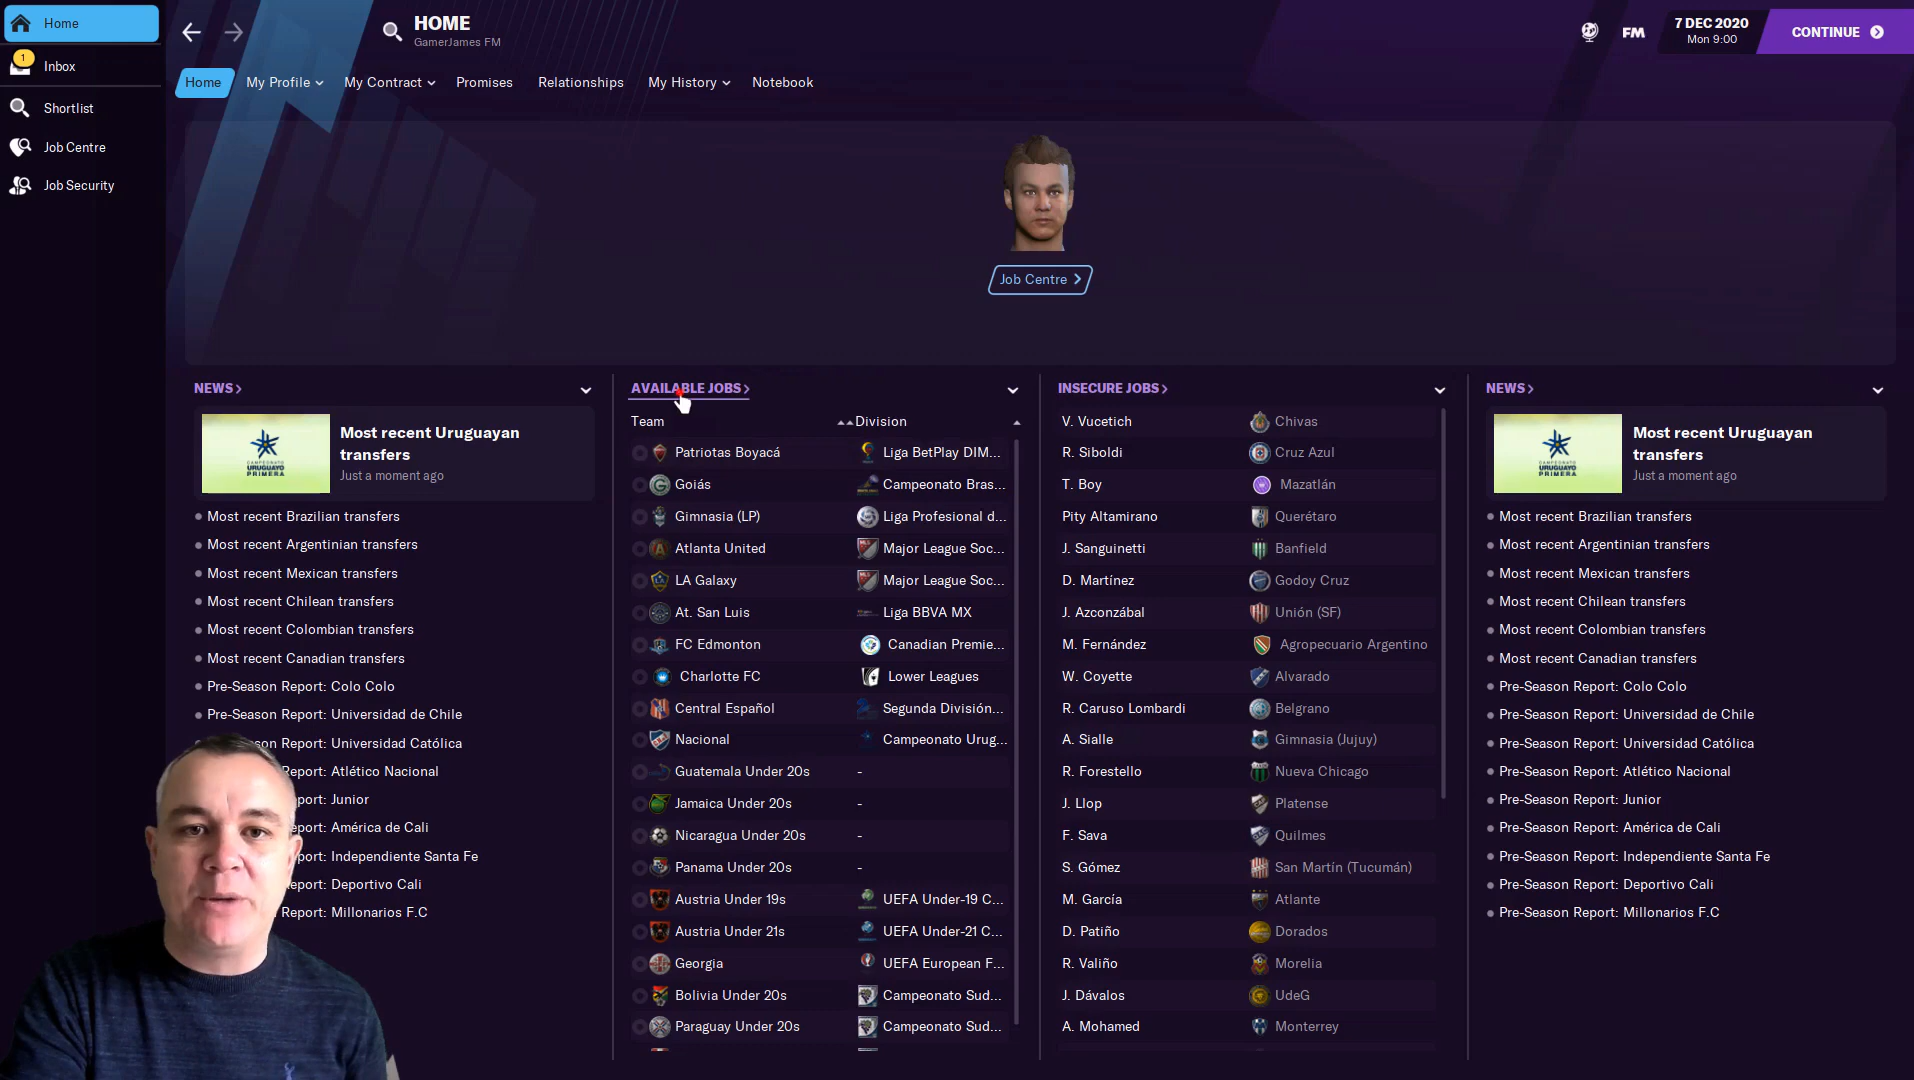 Home
1
Inbox
Shortlist
Job Centre
Job Security
HOME
GamerJames FM
FM
7 DEC 2020
Mon 9:00
CONTINUE
Home
My Profile
My Contract
Promises
Relationships
My History
Notebook
Job Centre
NEWS
Most recent Uruguayan
transfers
Just a moment ago
CAMPEONATO
URUGUAYO
PRIMERA
Most recent Brazilian transfers
Most recent Argentinian transfers
Most recent Mexican transfers
Most recent Chilean transfers
Most recent Colombian transfers
Most recent Canadian transfers
Pre-Season Report: Colo Colo
Pre-Season Report: Universidad de Chile
son Report: Universidad Católica
eport: Atlético Nacional
eport: Junior
eport: América de Cali
eport: Independiente Santa Fe
eport: Deportivo Cali
Report: Millonarios F.C
AVAILABLE JOBS
Team Division
Patriotas Boyacá Liga BetPlay DIM...
Goiás Campeonato Bras...
Gimnasia (LP) Liga Profesional d...
Atlanta United Major League Soc...
LA Galaxy Major League Soc...
At. San Luis Liga BBVA MX
FC Edmonton Canadian Premie...
Charlotte FC Lower Leagues
Central Español Segunda División...
Nacional Campeonato Urug...
Guatemala Under 20s -
Jamaica Under 20s -
Nicaragua Under 20s -
Panama Under 20s -
Austria Under 19s UEFA Under-19 C...
Austria Under 21s UEFA Under-21 C...
Georgia UEFA European F...
Bolivia Under 20s Campeonato Sud...
Paraguay Under 20s Campeonato Sud...
INSECURE JOBS
V. Vucetich Chivas
R. Siboldi Cruz Azul
T. Boy Mazatlán
Pity Altamirano Querétaro
J. Sanguinetti Banfield
D. Martínez Godoy Cruz
J. Azconzábal Unión (SF)
M. Fernández Agropecuario Argentino
W. Coyette Alvarado
R. Caruso Lombardi Belgrano
A. Sialle Gimnasia (Jujuy)
R. Forestello Nueva Chicago
J. Llop Platense
F. Sava Quilmes
S. Gómez San Martín (Tucumán)
M. García Atlante
D. Patiño Dorados
R. Valiño Morelia
J. Dávalos UdeG
A. Mohamed Monterrey
NEWS
Most recent Uruguayan
transfers
Just a moment ago
CAMPEONATO
URUGUAYO
PRIMERA
Most recent Brazilian transfers
Most recent Argentinian transfers
Most recent Mexican transfers
Most recent Chilean transfers
Most recent Colombian transfers
Most recent Canadian transfers
Pre-Season Report: Colo Colo
Pre-Season Report: Universidad de Chile
Pre-Season Report: Universidad Católica
Pre-Season Report: Atlético Nacional
Pre-Season Report: Junior
Pre-Season Report: América de Cali
Pre-Season Report: Independiente Santa Fe
Pre-Season Report: Deportivo Cali
Pre-Season Report: Millonarios F.C